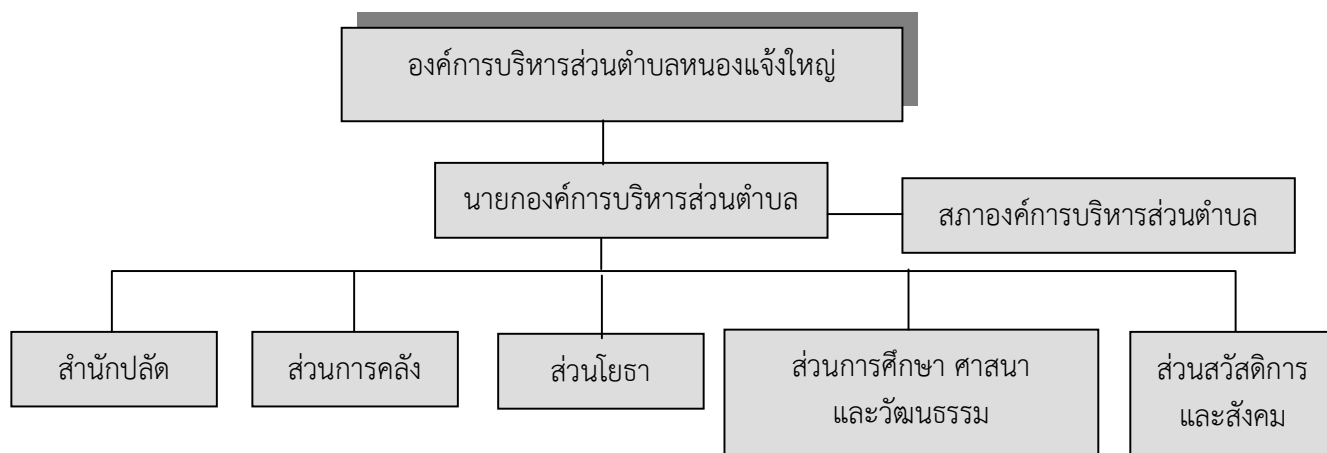 องค์การบริหารส่วนตำบลหนองแจ้งใหญ่
นายกองค์การบริหารส่วนตำบล
สภาองค์การบริหารส่วนตำบล
สำนักปลัด
ส่วนการคลัง
ส่วนโยธา
ส่วนการศึกษา ศาสนา
และวัฒนธรรม
ส่วนสวัสดิการ
และสังคม